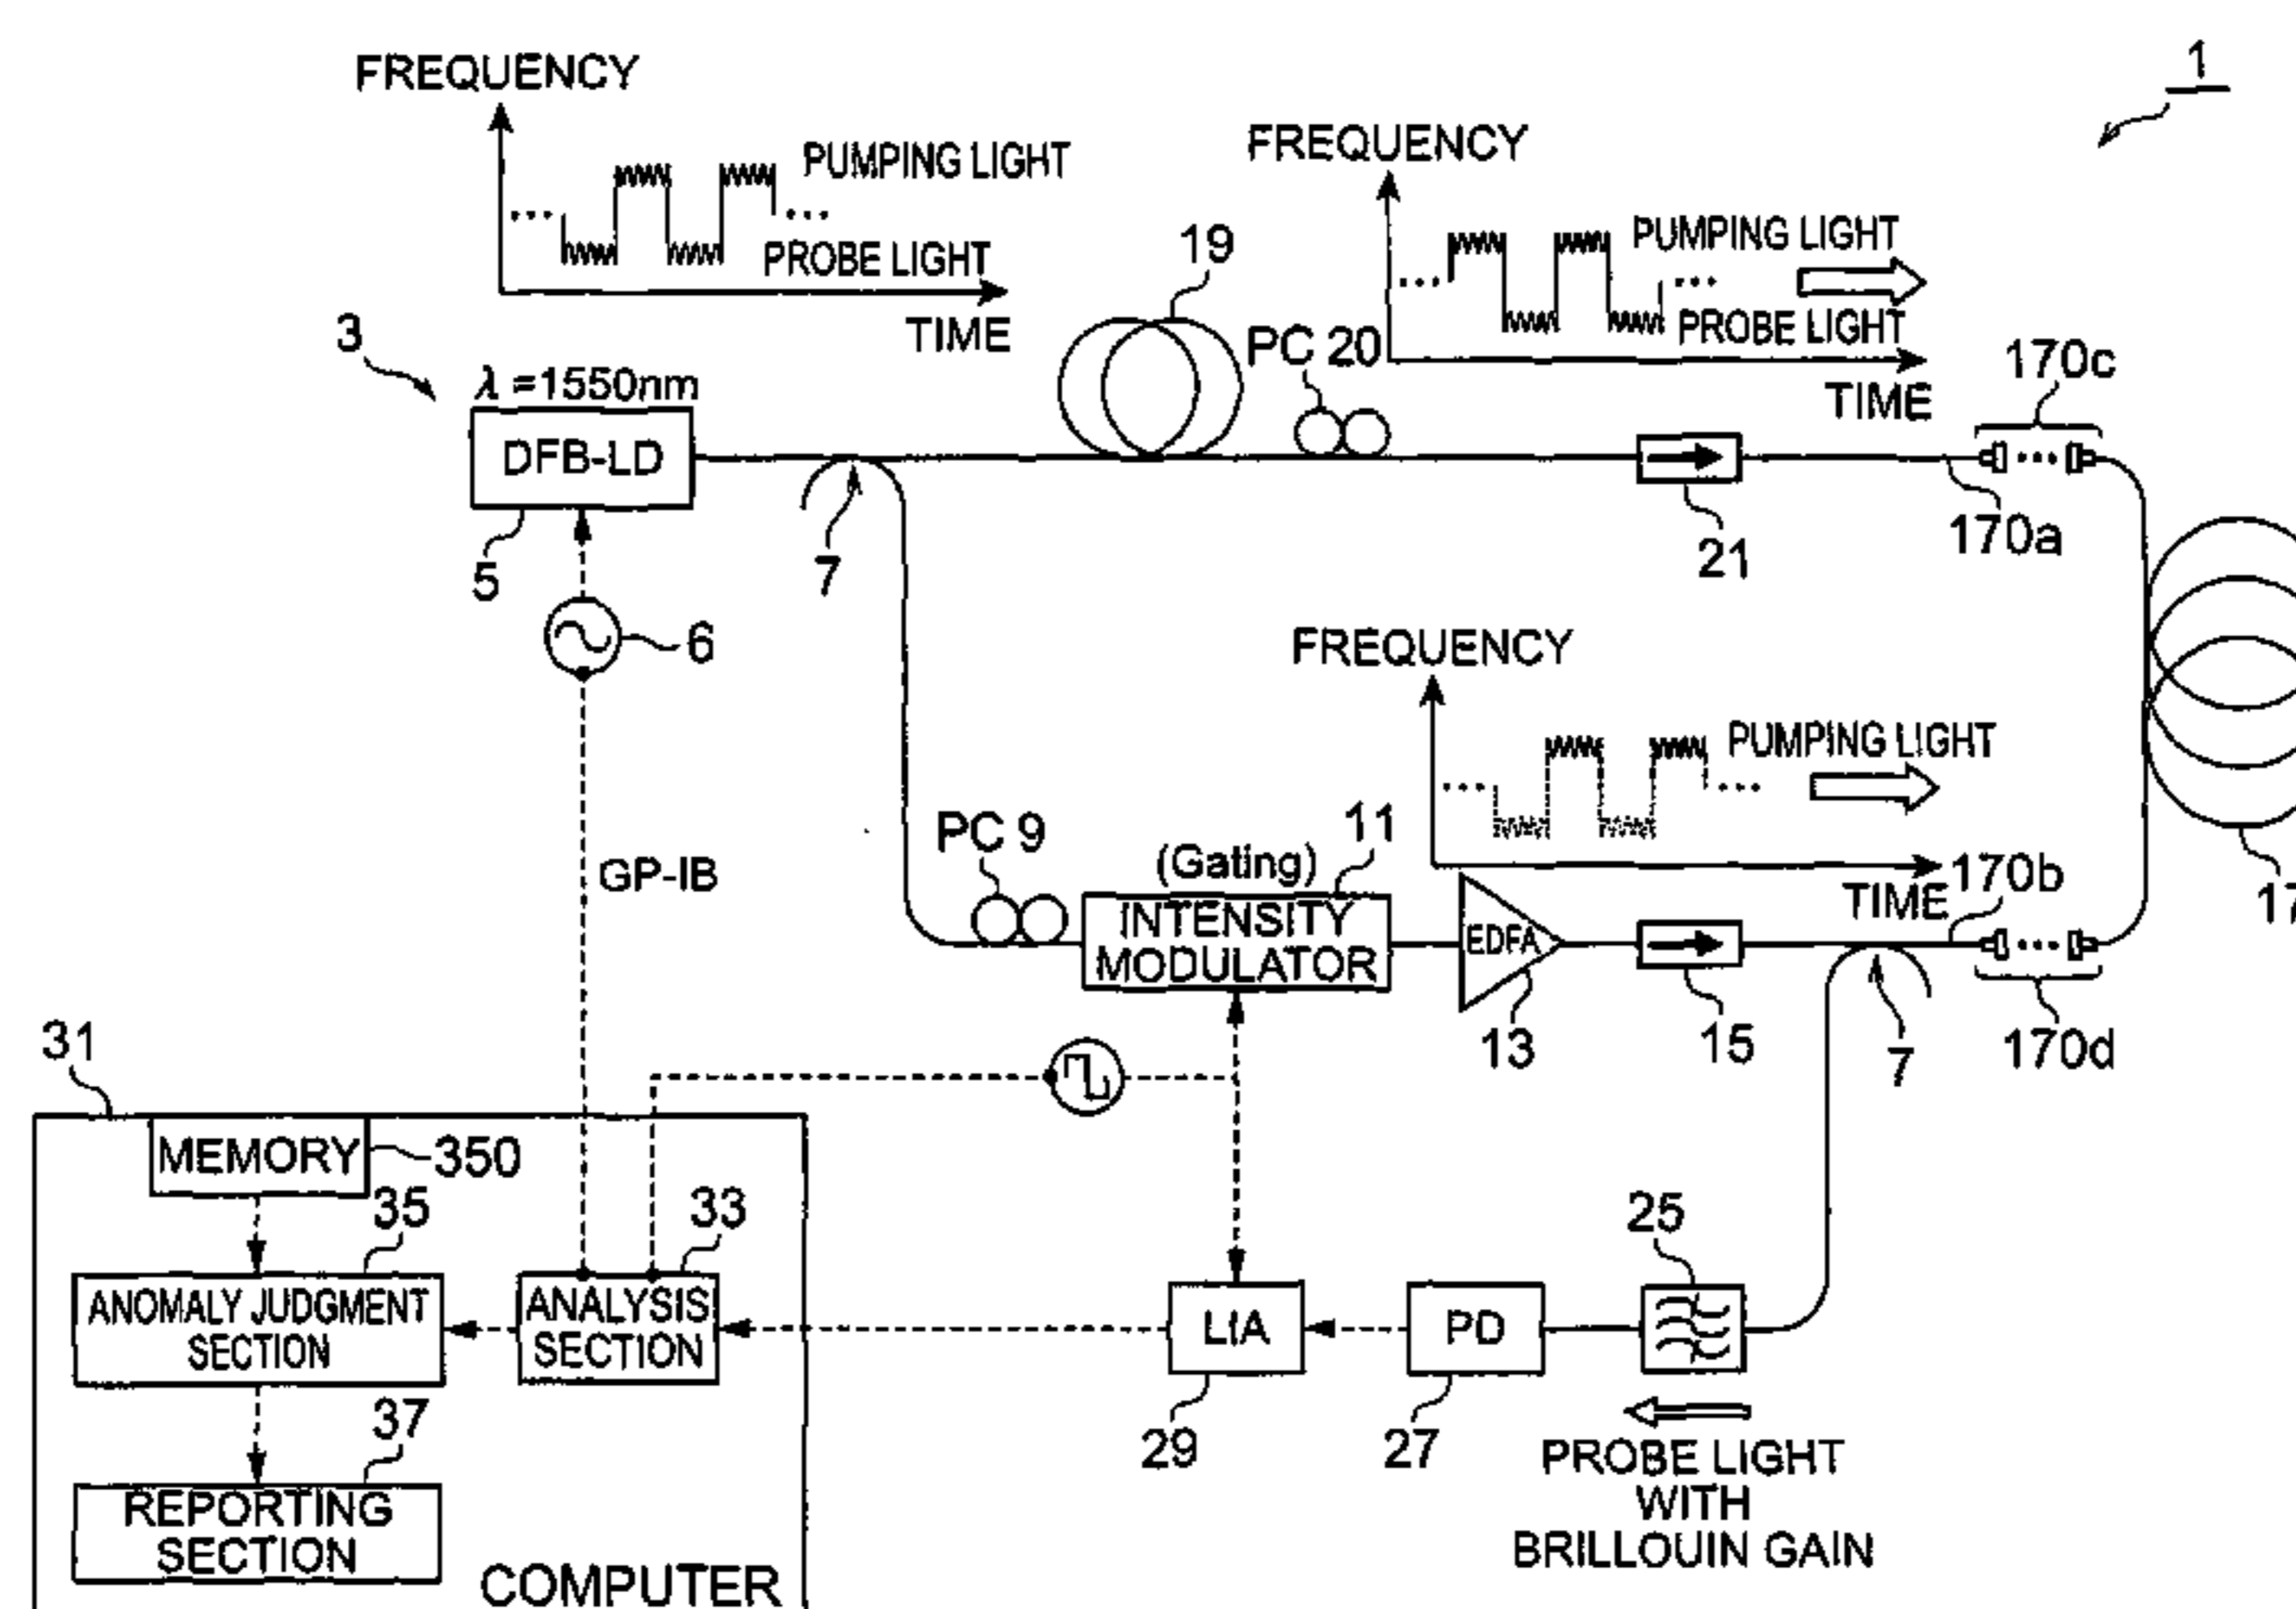 1
FREQUENCY
PUMPING LIGHT
PROBE LIGHT
TIME
FREQUENCY
PUMPING LIGHT
PROBE LIGHT
TIME
19
PC 20
3
λ=1550nm
DFB-LD
5
7
6
21
170c
170a
FREQUENCY
PUMPING LIGHT
TIME
17
GP-IB
PC 9
(Gating)
11
INTENSITY
MODULATOR
EDFA
13
15
7
170b
170d
31
MEMORY
350
35
ANOMALY JUDGMENT
SECTION
33
ANALYSIS
SECTION
37
REPORTING
SECTION
COMPUTER
LIA
29
PD
27
25
PROBE LIGHT
WITH
BRILLOUIN GAIN